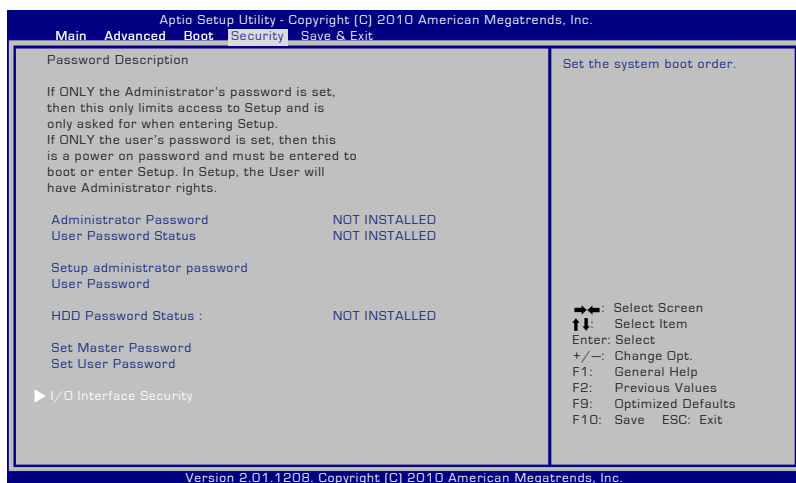 Aptio Setup Utility - Copyright (C) 2010 American Megatrends, Inc.
Main Advanced Boot Security Save & Exit
Password Description
If ONLY the Administrator's password is set,
then this only limits access to Setup and is
only asked for when entering Setup.
If ONLY the user's password is set, then this
is a power on password and must be entered to
boot or enter Setup. In Setup, the User will
have Administrator rights.
Administrator Password NOT INSTALLED
User Password Status NOT INSTALLED
Setup administrator password
User Password
HDD Password Status : NOT INSTALLED
Set Master Password
Set User Password
▶ I/O Interface Security
Set the system boot order.
→←: Select Screen
↑↓: Select Item
Enter: Select
+/—: Change Opt.
F1: General Help
F2: Previous Values
F9: Optimized Defaults
F10: Save ESC: Exit
Version 2.01.1208. Copyright (C) 2010 American Megatrends, Inc.